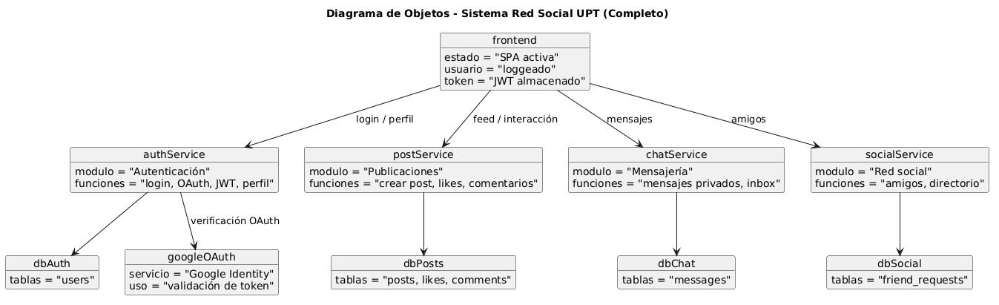 Diagrama de Objetos - Sistema Red Social UPT (Completo)
frontend
estado = "SPA activa"
usuario = "loggeado"
token = "JWT almacenado"
login / perfil
feed / interacción
mensajes
amigos
authService
modulo = "Autenticación"
funciones = "login, OAuth, JWT, perfil"
postService
modulo = "Publicaciones"
funciones = "crear post, likes, comentarios"
chatService
modulo = "Mensajería"
funciones = "mensajes privados, inbox"
socialService
modulo = "Red social"
funciones = "amigos, directorio"
verificación OAuth
dbAuth
tablas = "users"
googleOAuth
servicio = "Google Identity"
uso = "validación de token"
dbPosts
tablas = "posts, likes, comments"
dbChat
tablas = "messages"
dbSocial
tablas = "friend_requests"